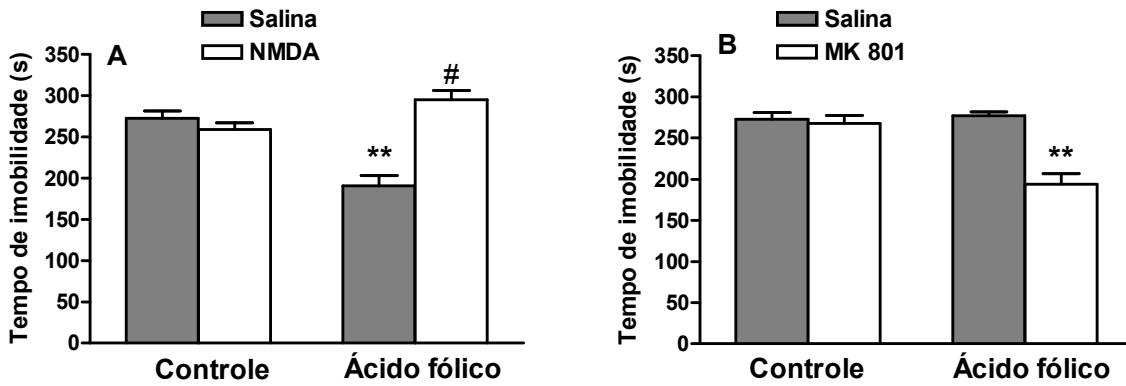 A
Salina
NMDA
Tempo de imobilidade (s)
350
300
250
200
150
100
50
0
**
#
Controle
Ácido fólico
B
Salina
MK 801
Tempo de imobilidade (s)
350
300
250
200
150
100
50
0
**
Controle
Ácido fólico